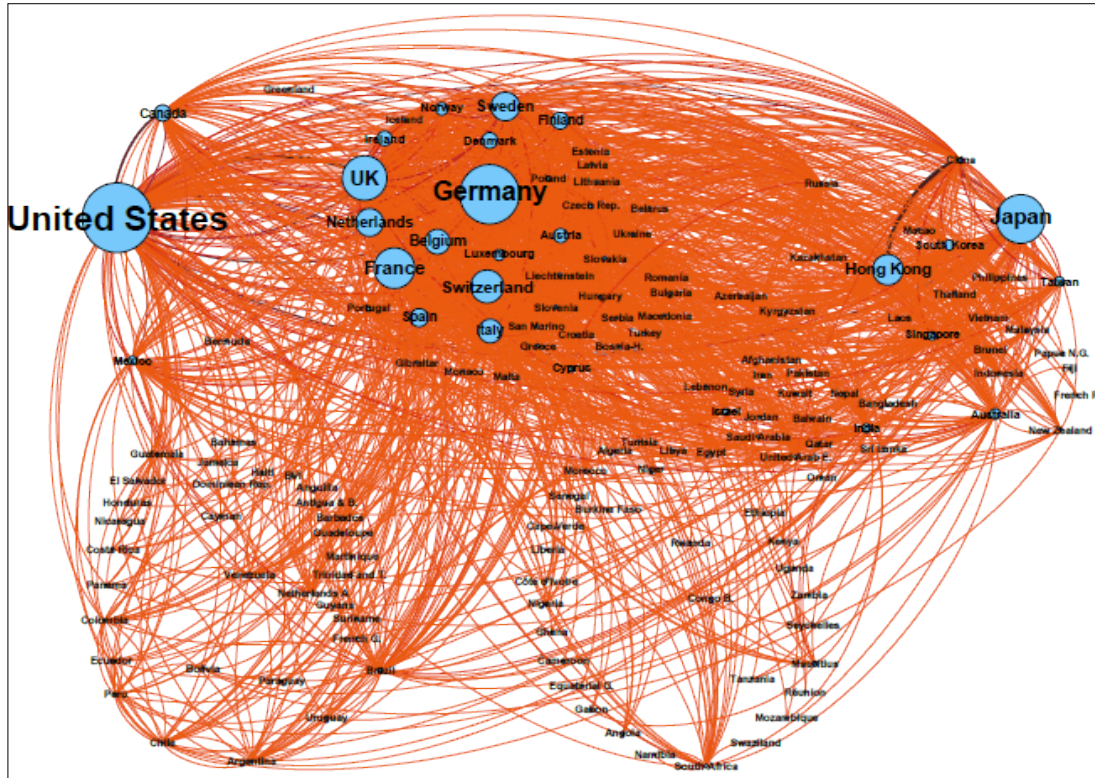 Greenland
Canada
Norway
Sweden
Iceland
Finland
Ireland
Denmark
Estonia
Latvia
China
UK
Germany
Poland
Lithuania
Russia
Czech Rep.
Belarus
United States
Netherlands
Japan
Macao
Belgium
Austria
Ukraine
South Korea
Luxembourg
Slovakia
Kazakhstan
France
Liechtenstein
Hong Kong
Romania
Philippines
Taiwan
Switzerland
Bulgaria
Hungary
Azerbaijan
Thailand
Portugal
Spain
Slovenia
Serbia
Macedonia
Kyrgyzstan
Laos
Vietnam
San Marino
Croatia
Turkey
Singapore
Malaysia
Italy
Bermuda
Greece
Bosnia-H.
Brunei
Papua N.G.
Mexico
Gibraltar
Monaco
Malta
Cyprus
Afghanistan
Iran
Pakistan
Indonesia
Fiji
Lebanon
Syria
Kuwait
Nepal
Bangladesh
French P.
Israel
Jordan
Bahrain
India
Australia
New Zealand
Bahamas
Tunisia
Algeria
Libya
Egypt
Saudi Arabia
Qatar
United Arab E.
Sri Lanka
Guatemala
Jamaica
Haiti
BVI
Morocco
Niger
Oman
El Salvador
Dominican Rep.
Anguilla
Honduras
Antigua & B.
Senegal
Burkina Faso
Nicaragua
Cayman
Barbados
Guadeloupe
Cape Verde
Ethiopia
Costa Rica
Martinique
Liberia
Rwanda
Kenya
Panama
Venezuela
Trinidad and T.
Côte d'Ivoire
Uganda
Netherlands A.
Guyana
Nigeria
Congo B.
Zambia
Colombia
Suriname
French G.
Ghana
Seychelles
Ecuador
Bolivia
Brazil
Cameroon
Mauritius
Peru
Paraguay
Equatorial G.
Tanzania
Réunion
Uruguay
Gabon
Mozambique
Chile
Argentina
Angola
Namibia
Swaziland
South Africa